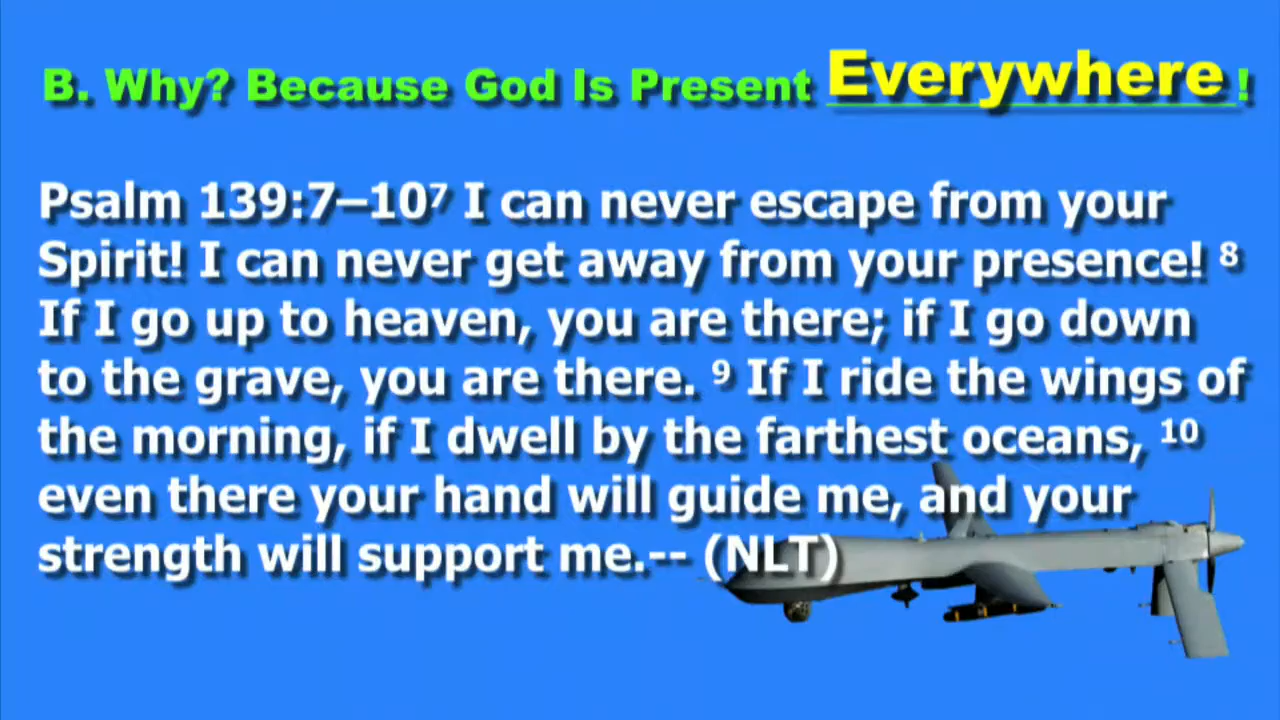 B. Why? Because God Is Present Everywhere!
Psalm 139:7–10⁷ I can never escape from your
Spirit! I can never get away from your presence! ⁸
If I go up to heaven, you are there; if I go down
to the grave, you are there. ⁹ If I ride the wings of
the morning, if I dwell by the farthest oceans, ¹⁰
even there your hand will guide me, and your
strength will support me.-- (NLT)